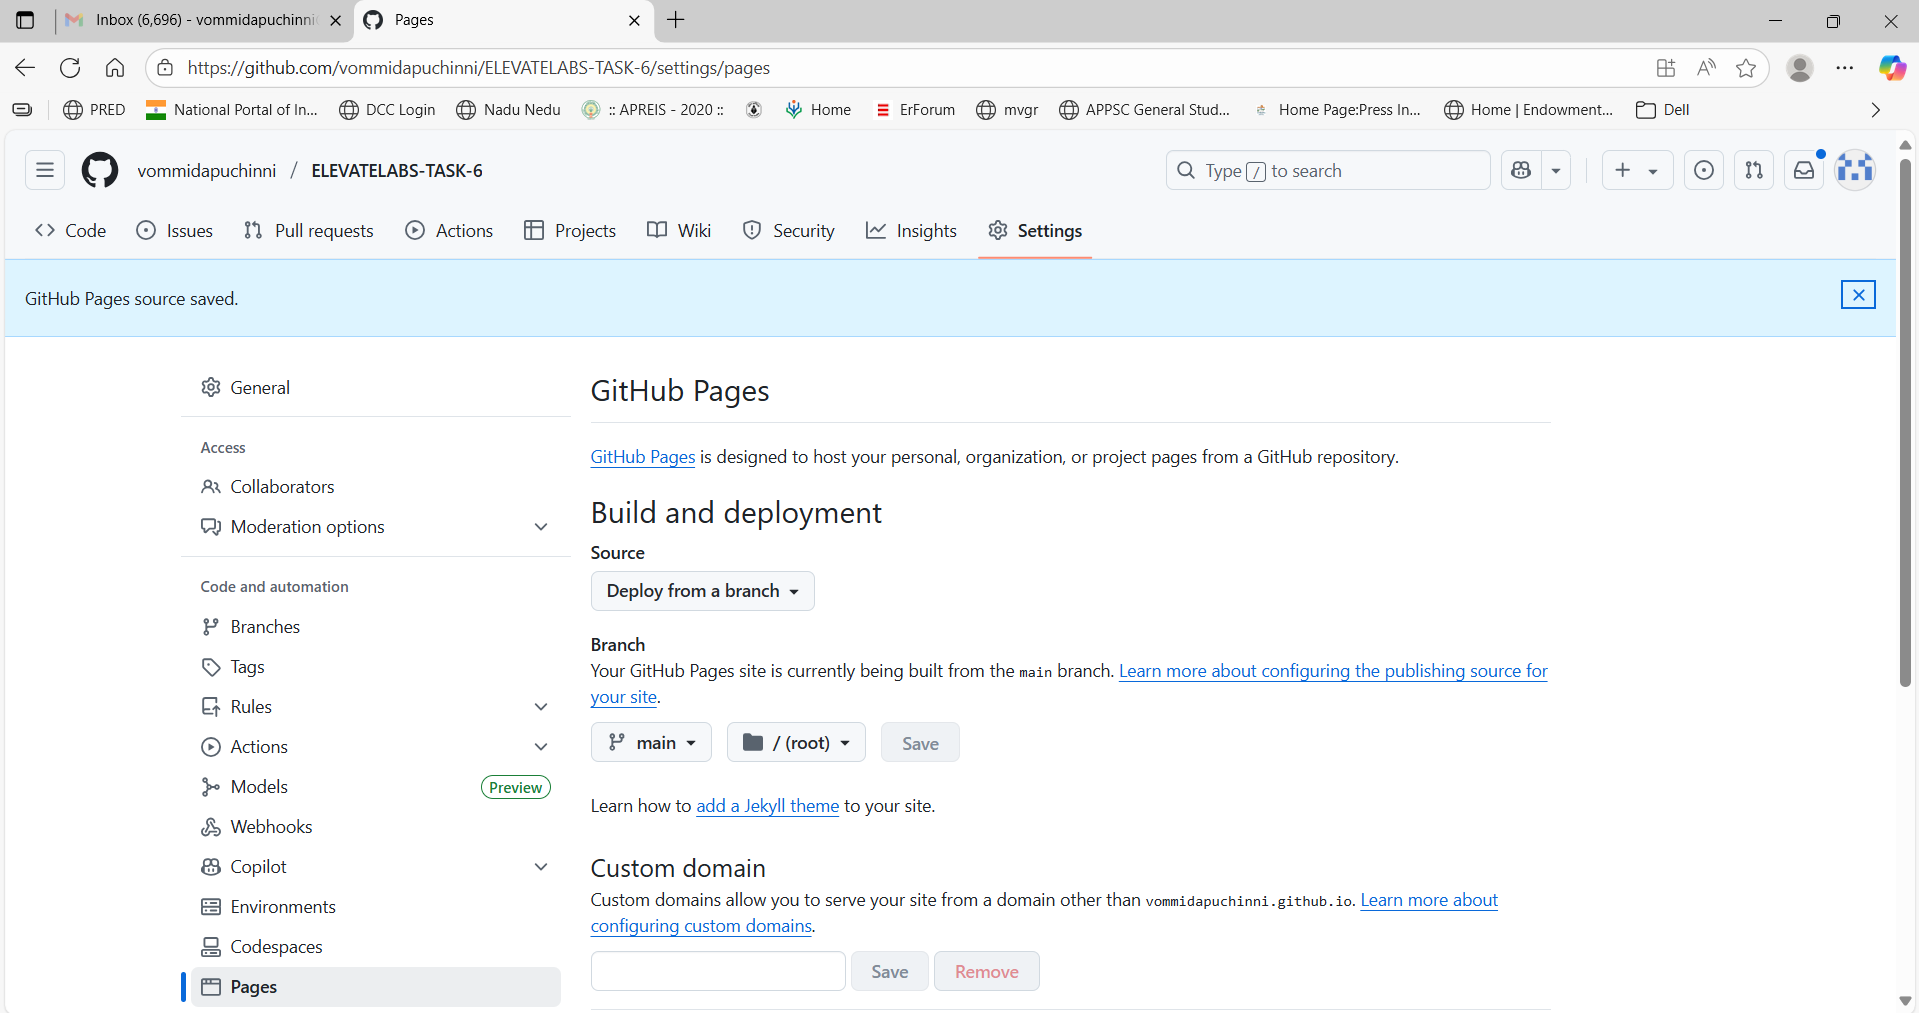 Inbox (6,696) - vommidapuchinni
Pages
https://github.com/vommidapuchinni/ELEVATELABS-TASK-6/settings/pages
PRED
National Portal of In...
DCC Login
Nadu Nedu
:: APREIS - 2020 ::
Home
ErForum
mvgr
APPSC General Stud...
Home Page:Press In...
Home | Endowment...
Dell
vommidapuchinni / ELEVATELABS-TASK-6
Type / to search
Code
Issues
Pull requests
Actions
Projects
Wiki
Security
Insights
Settings
GitHub Pages source saved.
General
Access
Collaborators
Moderation options
Code and automation
Branches
Tags
Rules
Actions
Models
Preview
Webhooks
Copilot
Environments
Codespaces
Pages
GitHub Pages
GitHub Pages is designed to host your personal, organization, or project pages from a GitHub repository.
Build and deployment
Source
Deploy from a branch
Branch
Your GitHub Pages site is currently being built from the main branch. Learn more about configuring the publishing source for
your site.
main
/ (root)
Save
Learn how to add a Jekyll theme to your site.
Custom domain
Custom domains allow you to serve your site from a domain other than vommidapuchinni.github.io. Learn more about
configuring custom domains.
Save
Remove